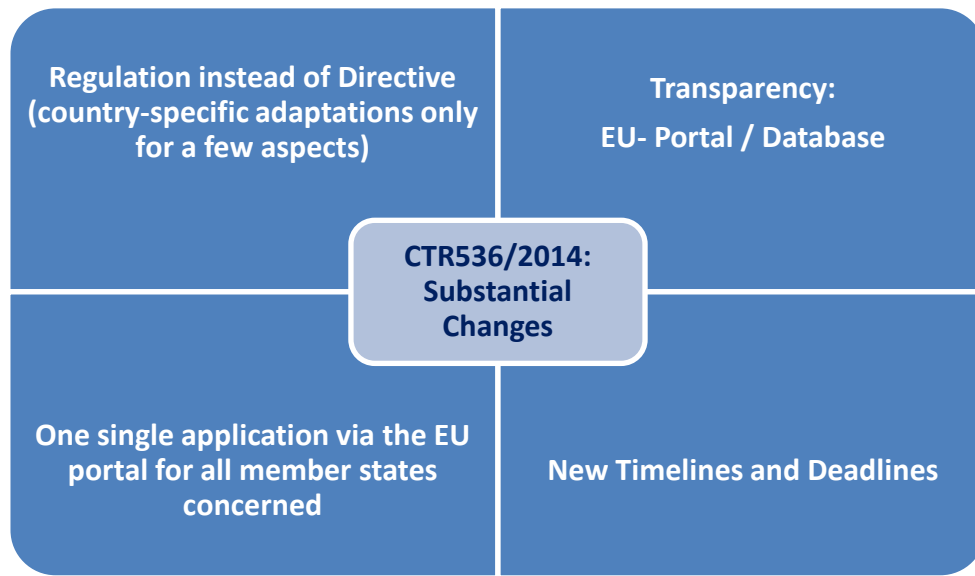 Regulation instead of Directive
(country-specific adaptations only
for a few aspects)
Transparency:
EU- Portal / Database
CTR536/2014:
Substantial
Changes
One single application via the EU
portal for all member states
concerned
New Timelines and Deadlines